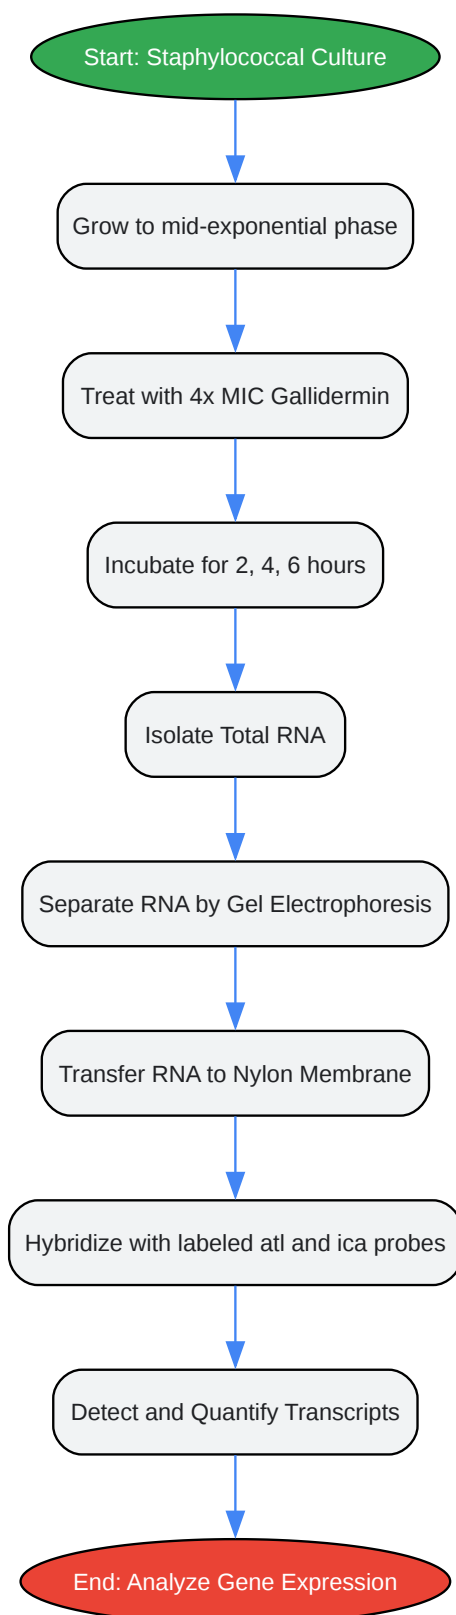 Start: Staphylococcal Culture
Grow to mid-exponential phase
Treat with 4x MIC Gallidermin
Incubate for 2, 4, 6 hours
Isolate Total RNA
Separate RNA by Gel Electrophoresis
Transfer RNA to Nylon Membrane
Hybridize with labeled atl and ica probes
Detect and Quantify Transcripts
End: Analyze Gene Expression